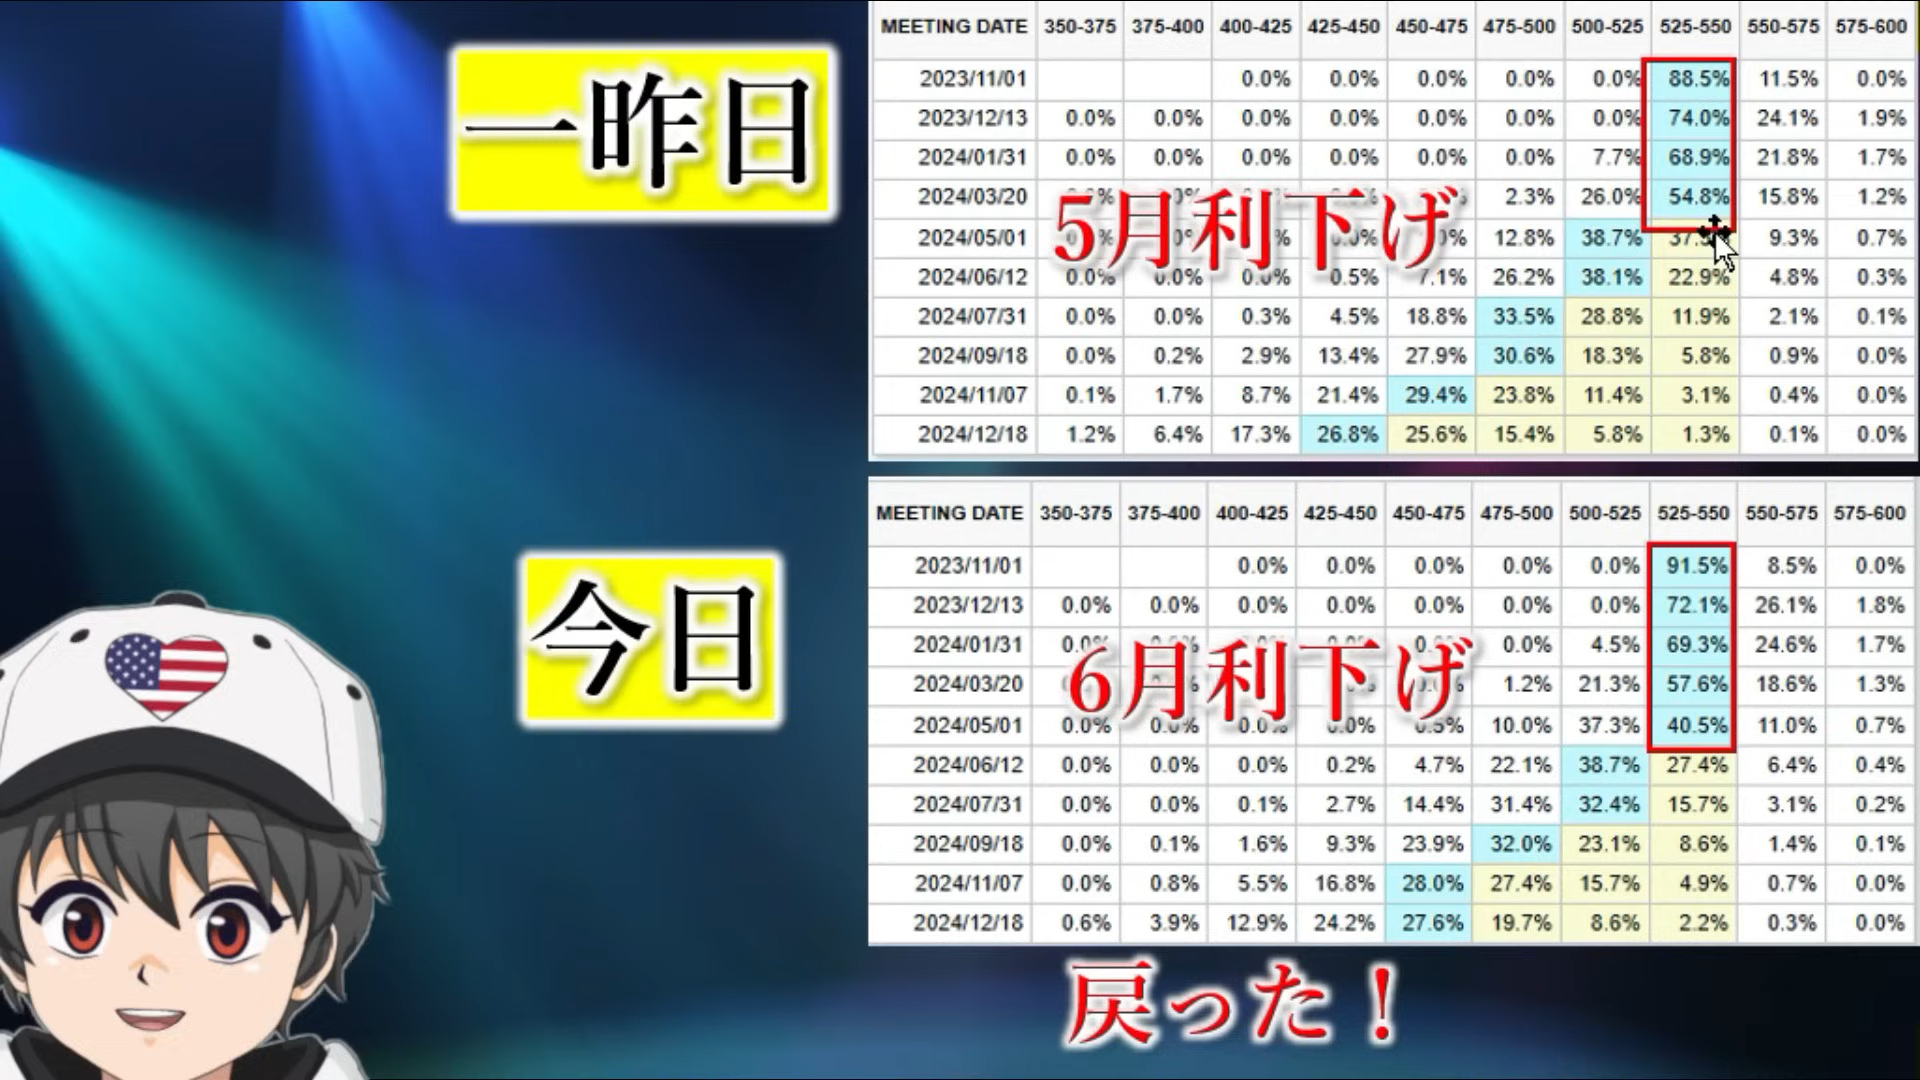 一昨日
MEETING DATE 350-375 375-400 400-425 425-450 450-475 475-500 500-525 525-550 550-575 575-600
2023/11/01 0.0% 0.0% 0.0% 0.0% 0.0% 88.5% 11.5% 0.0%
2023/12/13 0.0% 0.0% 0.0% 0.0% 0.0% 0.0% 0.0% 74.0% 24.1% 1.9%
2024/01/31 0.0% 0.0% 0.0% 0.0% 0.0% 0.0% 7.7% 68.9% 21.8% 1.7%
2024/03/20 2.3% 26.0% 54.8% 15.8% 1.2%
5月利下げ
2024/05/01 12.8% 38.7% 9.3% 0.7%
2024/06/12 0.0% 0.0% 0.0% 0.5% 7.1% 26.2% 38.1% 22.9% 4.8% 0.3%
2024/07/31 0.0% 0.0% 0.3% 4.5% 18.8% 33.5% 28.8% 11.9% 2.1% 0.1%
2024/09/18 0.0% 0.2% 2.9% 13.4% 27.9% 30.6% 18.3% 5.8% 0.9% 0.0%
2024/11/07 0.1% 1.7% 8.7% 21.4% 29.4% 23.8% 11.4% 3.1% 0.4% 0.0%
2024/12/18 1.2% 6.4% 17.3% 26.8% 25.6% 15.4% 5.8% 1.3% 0.1% 0.0%
今日
MEETING DATE 350-375 375-400 400-425 425-450 450-475 475-500 500-525 525-550 550-575 575-600
2023/11/01 0.0% 0.0% 0.0% 0.0% 0.0% 91.5% 8.5% 0.0%
2023/12/13 0.0% 0.0% 0.0% 0.0% 0.0% 0.0% 0.0% 72.1% 26.1% 1.8%
2024/01/31 0.0% 4.5% 69.3% 24.6% 1.7%
6月利下げ
2024/03/20 1.2% 21.3% 57.6% 18.6% 1.3%
2024/05/01 0.0% 0.0% 0.0% 0.0% 0.5% 10.0% 37.3% 40.5% 11.0% 0.7%
2024/06/12 0.0% 0.0% 0.0% 0.2% 4.7% 22.1% 38.7% 27.4% 6.4% 0.4%
2024/07/31 0.0% 0.0% 0.1% 2.7% 14.4% 31.4% 32.4% 15.7% 3.1% 0.2%
2024/09/18 0.0% 0.1% 1.6% 9.3% 23.9% 32.0% 23.1% 8.6% 1.4% 0.1%
2024/11/07 0.0% 0.8% 5.5% 16.8% 28.0% 27.4% 15.7% 4.9% 0.7% 0.0%
2024/12/18 0.6% 3.9% 12.9% 24.2% 27.6% 19.7% 8.6% 2.2% 0.3% 0.0%
戻った！